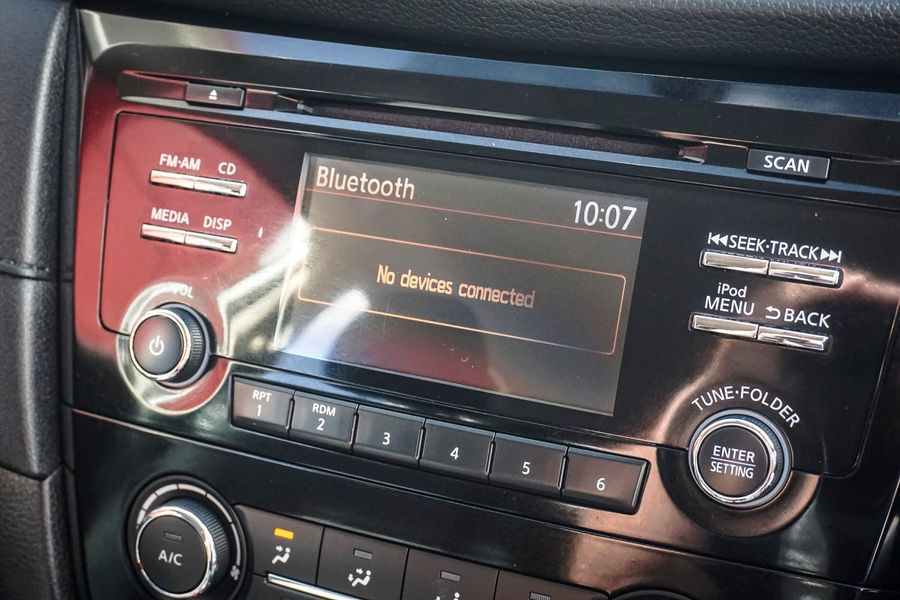 SCAN
FM·AM CD
MEDIA DISP
VOL
Bluetooth
10:07
No devices connected
SEEK·TRACK
iPod
MENU
BACK
TUNE·FOLDER
ENTER
SETTING
RPT
1
RDM
2
3
4
5
6
A/C